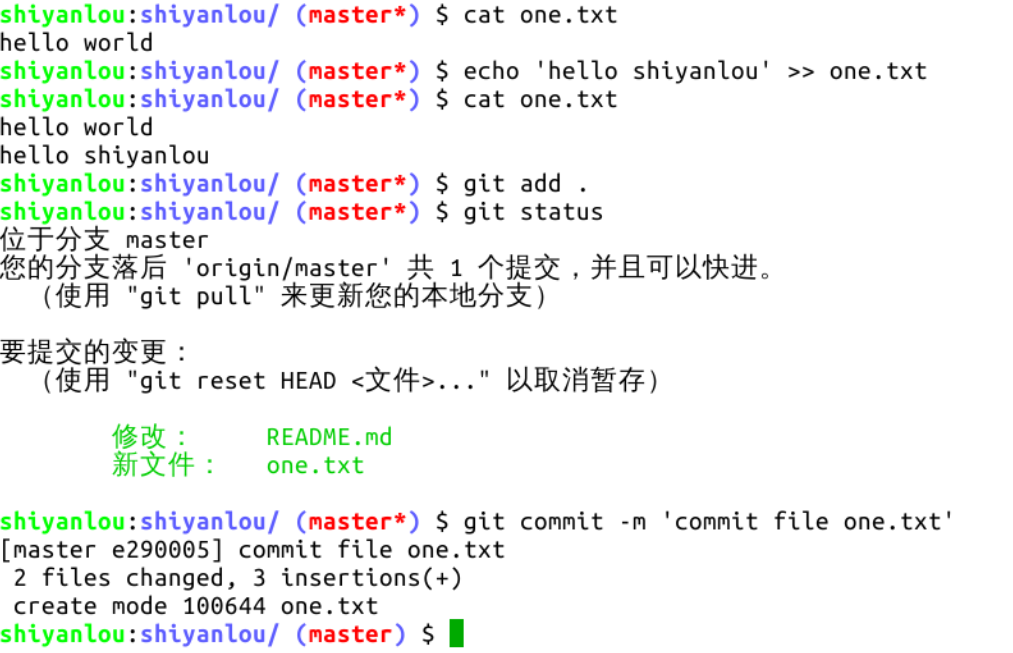 shiyanlou:shiyanlou/ (master*) $ cat one.txt
hello world
shiyanlou:shiyanlou/ (master*) $ echo 'hello shiyanlou' >> one.txt
shiyanlou:shiyanlou/ (master*) $ cat one.txt
hello world
hello shiyanlou
shiyanlou:shiyanlou/ (master*) $ git add .
shiyanlou:shiyanlou/ (master*) $ git status
位于分支 master
您的分支落后 'origin/master' 共 1 个提交，并且可以快进。
  （使用 "git pull" 来更新您的本地分支）
要提交的变更：
  （使用 "git reset HEAD <文件>..." 以取消暂存）
修改：     README.md
新文件：   one.txt
shiyanlou:shiyanlou/ (master*) $ git commit -m 'commit file one.txt'
[master e290005] commit file one.txt
 2 files changed, 3 insertions(+)
 create mode 100644 one.txt
shiyanlou:shiyanlou/ (master) $